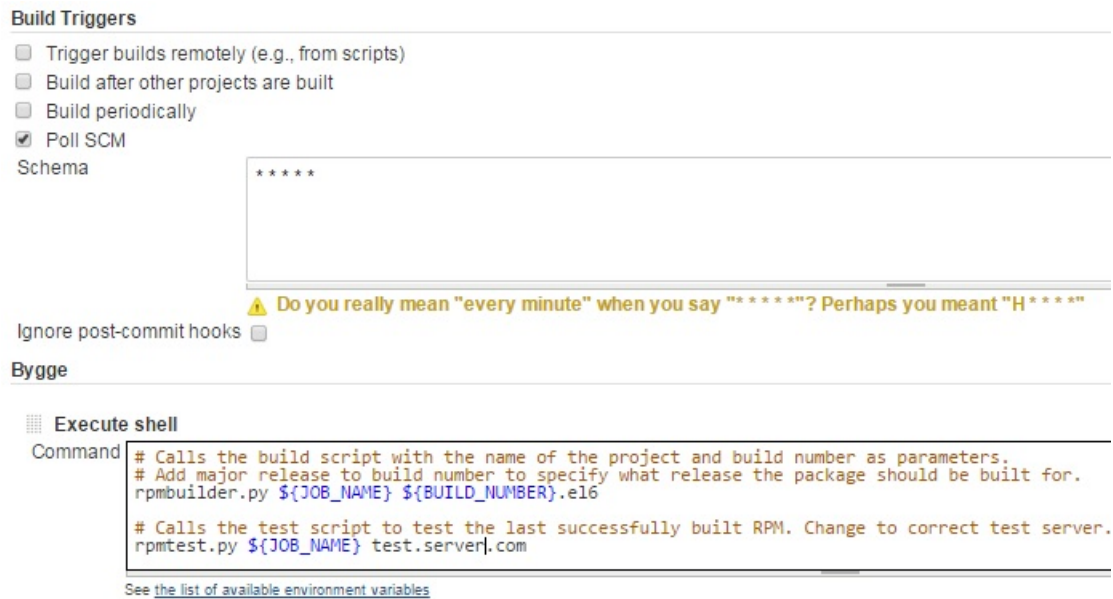 Build Triggers
Trigger builds remotely (e.g., from scripts)
Build after other projects are built
Build periodically
Poll SCM
Schema
* * * * *
Do you really mean "every minute" when you say "* * * * *"? Perhaps you meant "H * * * *"
Ignore post-commit hooks
Bygge
Execute shell
Command
# Calls the build script with the name of the project and build number as parameters.
# Add major release to build number to specify what release the package should be built for.
rpmbuilder.py ${JOB_NAME} ${BUILD_NUMBER}.el6
# Calls the test script to test the last successfully built RPM. Change to correct test server.
rpmtest.py ${JOB_NAME} test.server.com
See the list of available environment variables